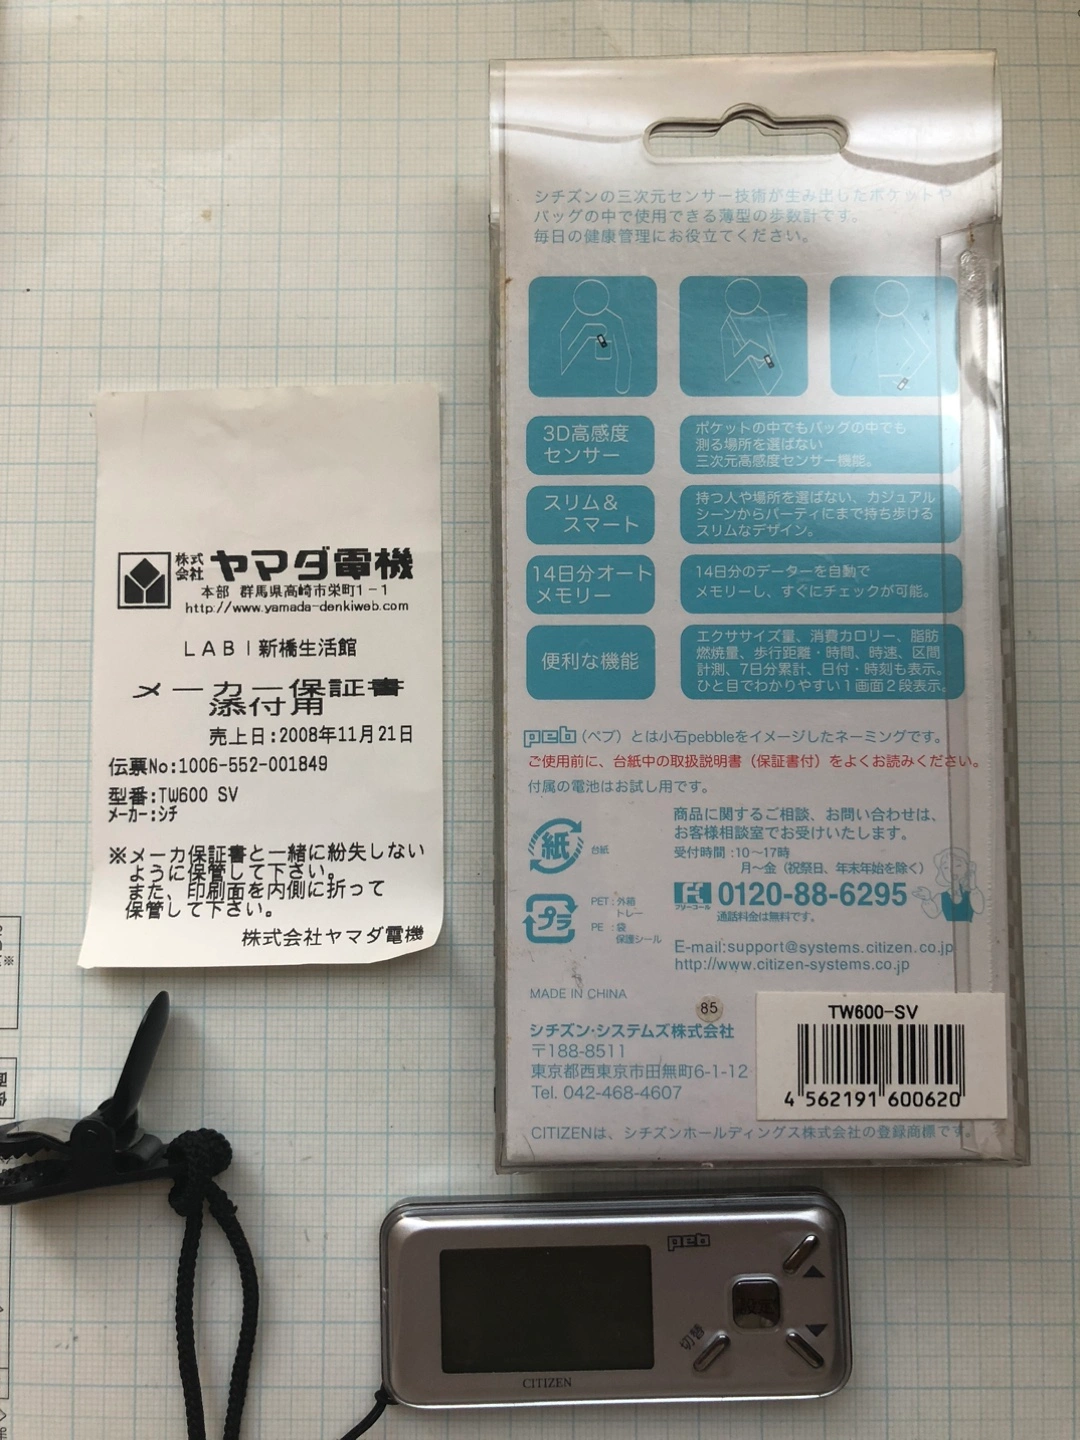 株式会社 ヤマダ電機
本部 群馬県高崎市栄町1-1
http://www.yamada-denkiweb.com
LABI新橋生活館
メーカー保証書
添付用
売上日:2008年11月21日
伝票No:1006-552-001849
型番:TW600 SV
メーカー:シチ
※メーカ保証書と一緒に紛失しない
ように保管して下さい。
また、印刷面を内側に折って
保管して下さい。
株式会社ヤマダ電機
シチズンの三次元センサー技術が生み出したポケットや
バッグの中で使用できる薄型の歩数計です。
毎日の健康管理にお役立てください。
3D高感度
センサー
ポケットの中でもバッグの中でも
測る場所を選ばない
三次元高感度センサー機能。
スリム&
スマート
持つ人や場所を選ばない、カジュアル
シーンからパーティにまで持ち歩ける
スリムなデザイン。
14日分オート
メモリー
14日分のデーターを自動で
メモリーし、すぐにチェックが可能。
便利な機能
エクササイズ量、消費カロリー、脂肪
燃焼量、歩行距離・時間、時速、区間
計測、7日分累計、日付・時刻も表示。
ひと目でわかりやすい1画面2段表示。
peb(ペブ)とは小石pebbleをイメージしたネーミングです。
ご使用前に、台紙中の取扱説明書(保証書付)をよくお読みください。
付属の電池はお試し用です。
紙
台紙
プラ
PET:外箱
トレー
PE:袋
保護シール
商品に関するご相談、お問い合わせは、
お客様相談室でお受けいたします。
受付時間:10〜17時
月〜金(祝祭日、年末年始を除く)
フリーコール 0120-88-6295
通話料金は無料です。
E-mail:support@systems.citizen.co.jp
http://www.citizen-systems.co.jp
MADE IN CHINA
85
シチズン・システムズ株式会社
〒188-8511
東京都西東京市田無町6-1-12
Tel. 042-468-4607
TW600-SV
4 562191 600620
CITIZENは、シチズンホールディングス株式会社の登録商標です。
peb
切替
CITIZEN